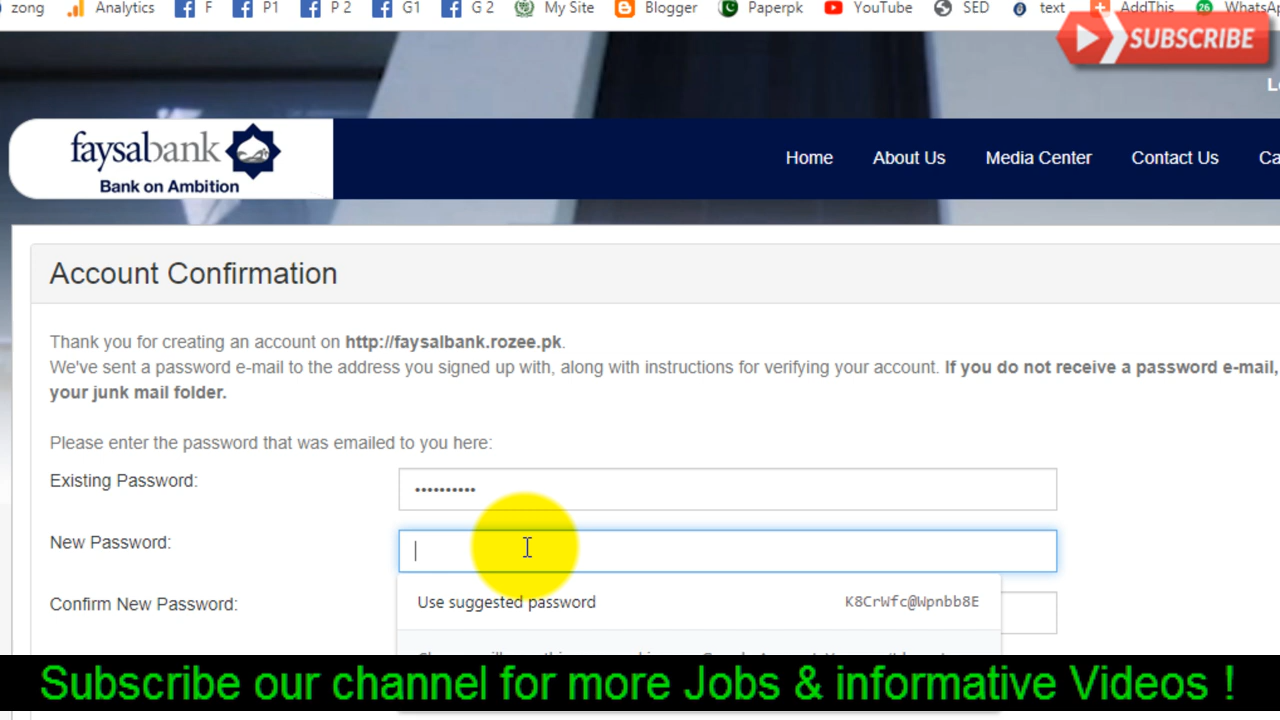 zong Analytics F P1 P 2 G1 G 2 My Site Blogger Paperpk YouTube SED text AddThis
SUBSCRIBE
faysabank
Bank on Ambition
Home About Us Media Center Contact Us
Account Confirmation
Thank you for creating an account on http://faysalbank.rozee.pk.
We've sent a password e-mail to the address you signed up with, along with instructions for verifying your account. If you do not receive a password e-mail,
your junk mail folder.
Please enter the password that was emailed to you here:
Existing Password: ••••••••••
New Password:
Use suggested password K8CrWfc@Wpnbb8E
Confirm New Password:
Subscribe our channel for more Jobs & informative Videos !